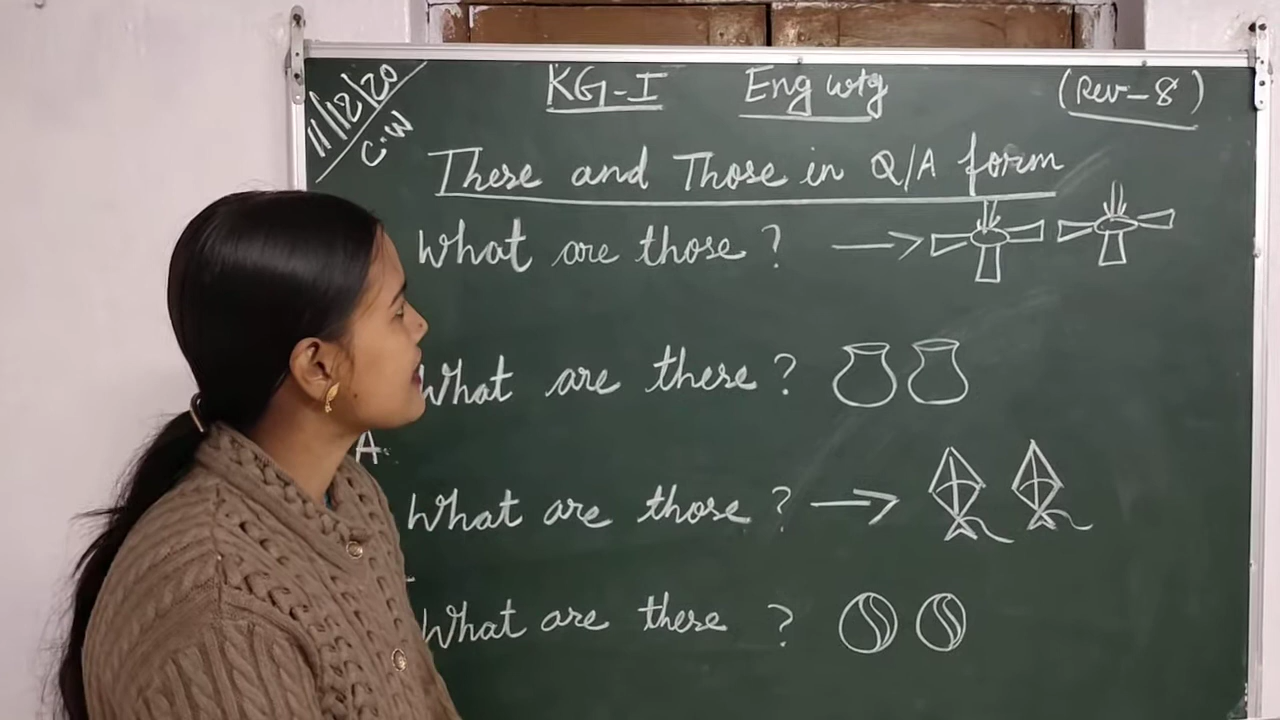 11/12/20
C.W
KG-I Eng wtg (Rev-8)
These and Those in Q/A form
What are those? →
What are these?
A:
What are those? →
What are these ?